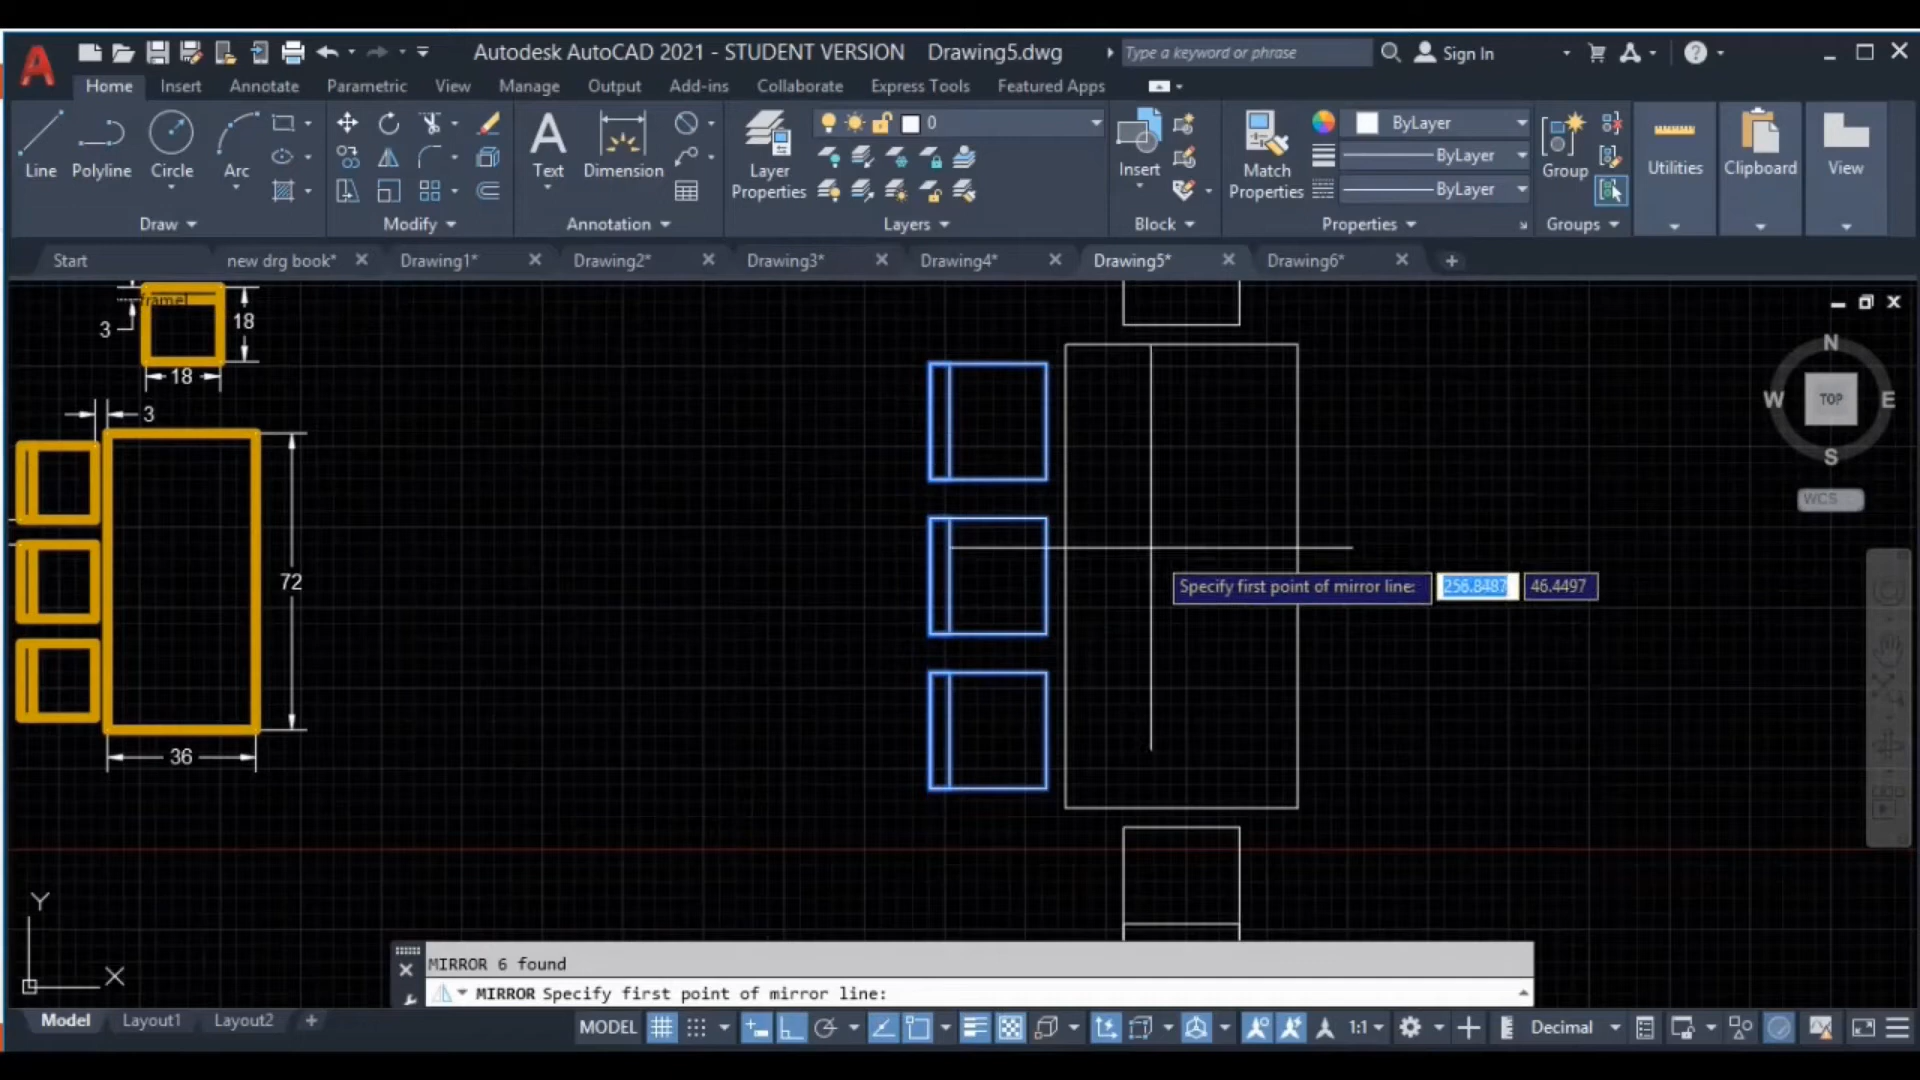 Autodesk AutoCAD 2021 - STUDENT VERSION Drawing5.dwg Type a keyword or phrase Sign In
Home Insert Annotate Parametric View Manage Output Add-ins Collaborate Express Tools Featured Apps
0 ByLayer
Line Polyline Circle Arc Text Dimension Layer Properties Insert Match Properties ByLayer ByLayer Group Utilities Clipboard View
Draw Modify Annotation Layers Block Properties Groups
Start new drg book* Drawing1* Drawing2* Drawing3* Drawing4* Drawing5* Drawing6*
3 18
18
3
72
36
N
W TOP E
S
WCS
Specify first point of mirror line: 256.8487 46.4497
Y
X
MIRROR 6 found
MIRROR Specify first point of mirror line:
Model Layout1 Layout2 MODEL 1:1 Decimal